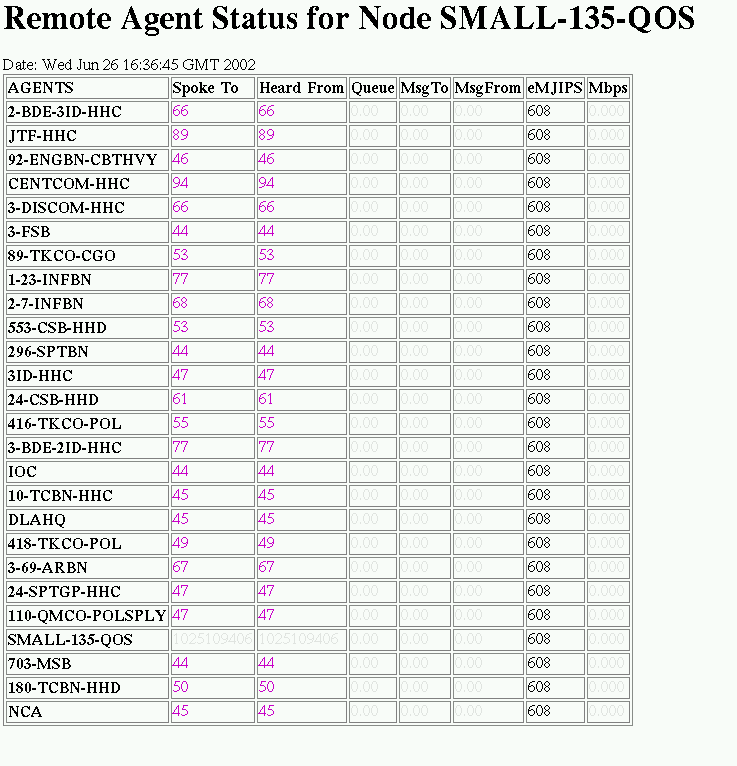 Remote Agent Status for Node SMALL-135-QOS
Date: Wed Jun 26 16:36:45 GMT 2002
AGENTS Spoke To Heard From Queue MsgTo MsgFrom eMJIPS Mbps
2-BDE-3ID-HHC 66 66 0.00 0.00 0.00 608 0.000
JTF-HHC 89 89 0.00 0.00 0.00 608 0.000
92-ENGBN-CBTHVY 46 46 0.00 0.00 0.00 608 0.000
CENTCOM-HHC 94 94 0.00 0.00 0.00 608 0.000
3-DISCOM-HHC 66 66 0.00 0.00 0.00 608 0.000
3-FSB 44 44 0.00 0.00 0.00 608 0.000
89-TKCO-CGO 53 53 0.00 0.00 0.00 608 0.000
1-23-INFBN 77 77 0.00 0.00 0.00 608 0.000
2-7-INFBN 68 68 0.00 0.00 0.00 608 0.000
553-CSB-HHD 53 53 0.00 0.00 0.00 608 0.000
296-SPTBN 44 44 0.00 0.00 0.00 608 0.000
3ID-HHC 47 47 0.00 0.00 0.00 608 0.000
24-CSB-HHD 61 61 0.00 0.00 0.00 608 0.000
416-TKCO-POL 55 55 0.00 0.00 0.00 608 0.000
3-BDE-2ID-HHC 77 77 0.00 0.00 0.00 608 0.000
IOC 44 44 0.00 0.00 0.00 608 0.000
10-TCBN-HHC 45 45 0.00 0.00 0.00 608 0.000
DLAHQ 45 45 0.00 0.00 0.00 608 0.000
418-TKCO-POL 49 49 0.00 0.00 0.00 608 0.000
3-69-ARBN 67 67 0.00 0.00 0.00 608 0.000
24-SPTGP-HHC 47 47 0.00 0.00 0.00 608 0.000
110-QMCO-POLSPLY 47 47 0.00 0.00 0.00 608 0.000
SMALL-135-QOS 1025109406 1025109406 0.00 0.00 0.00 608 0.000
703-MSB 44 44 0.00 0.00 0.00 608 0.000
180-TCBN-HHD 50 50 0.00 0.00 0.00 608 0.000
NCA 45 45 0.00 0.00 0.00 608 0.000